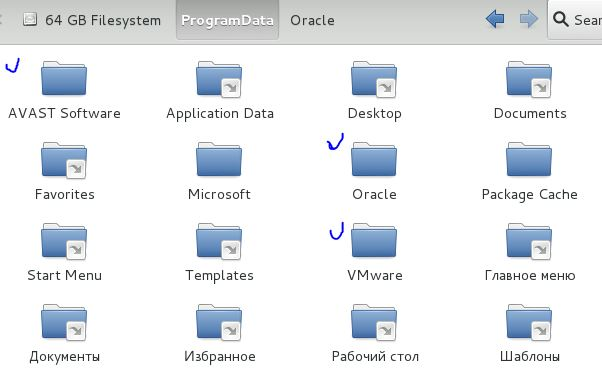 64 GB Filesystem ProgramData Oracle Sear
AVAST Software Application Data Desktop Documents
Favorites Microsoft Oracle Package Cache
Start Menu Templates VMware Главное меню
Документы Избранное Рабочий стол Шаблоны